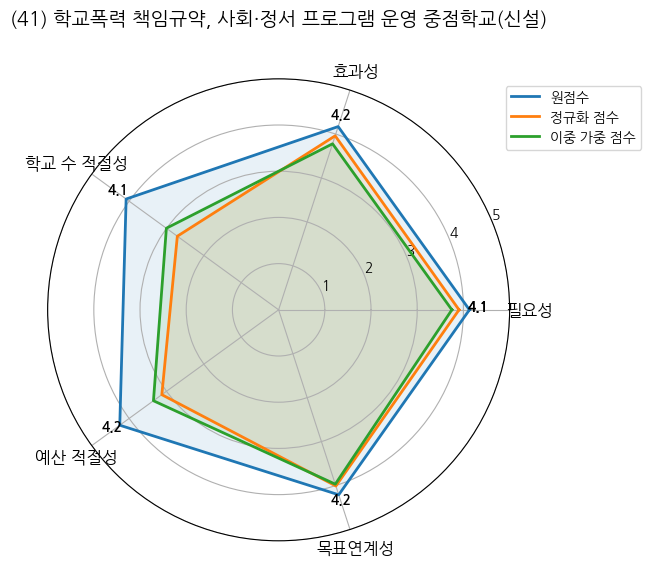 (41) 학교폭력 책임규약, 사회·정서 프로그램 운영 중점학교(신설)
효과성
원점수
정규화 점수
이중 가중 점수
4.2
학교 수 적절성
4.1
5
4
3
2
1
4.1
필요성
4.2
예산 적절성
4.2
목표연계성